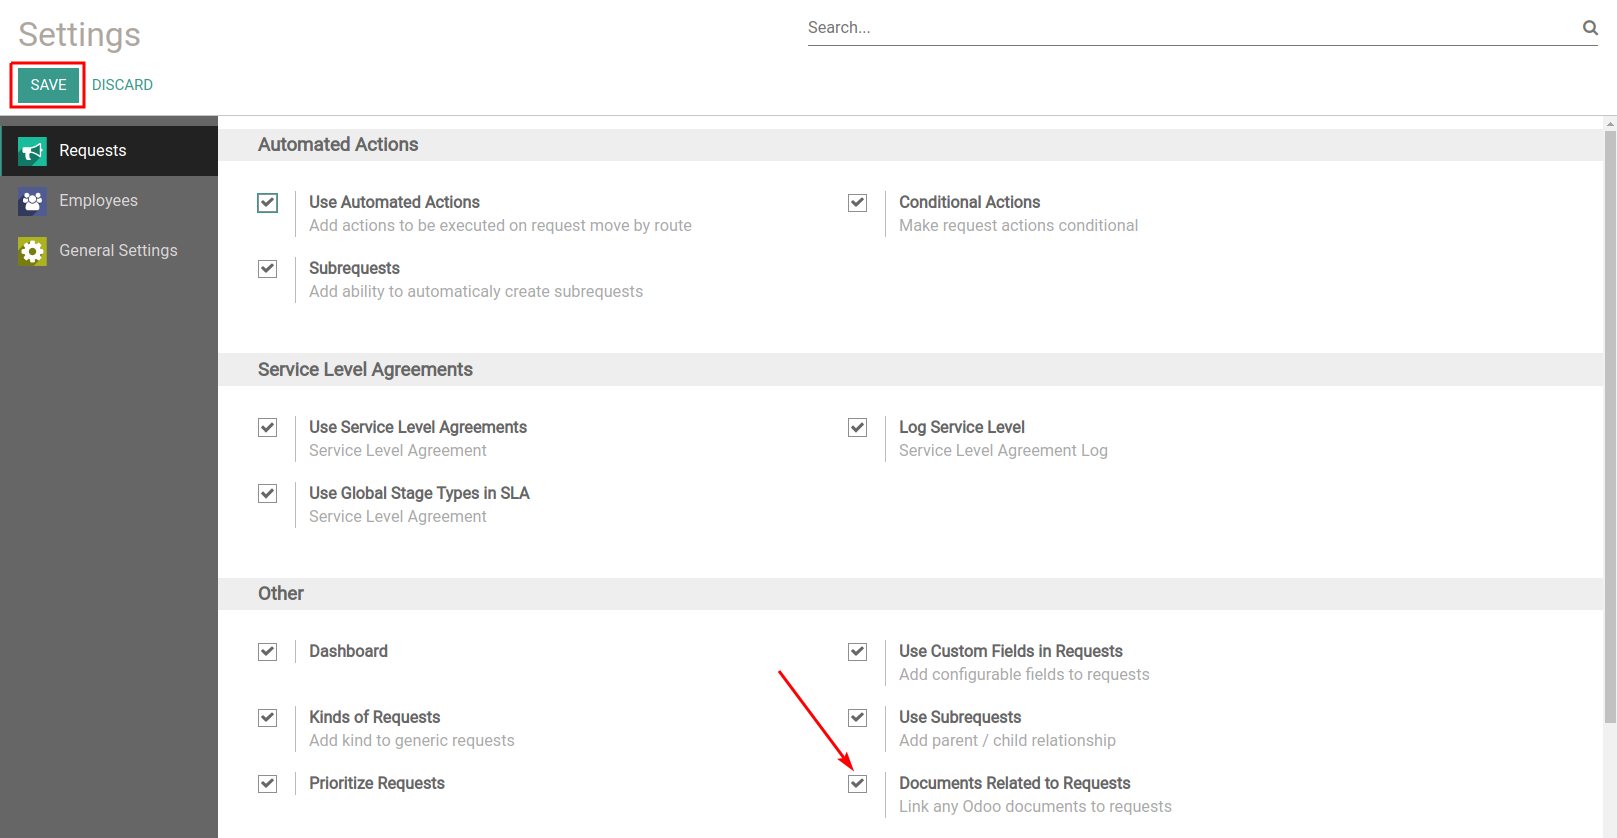 Settings
Search...
SAVE
DISCARD
Requests
Employees
General Settings
Automated Actions
Use Automated Actions
Add actions to be executed on request move by route
Conditional Actions
Make request actions conditional
Subrequests
Add ability to automaticaly create subrequests
Service Level Agreements
Use Service Level Agreements
Service Level Agreement
Log Service Level
Service Level Agreement Log
Use Global Stage Types in SLA
Service Level Agreement
Other
Dashboard
Use Custom Fields in Requests
Add configurable fields to requests
Kinds of Requests
Add kind to generic requests
Use Subrequests
Add parent / child relationship
Prioritize Requests
Documents Related to Requests
Link any Odoo documents to requests